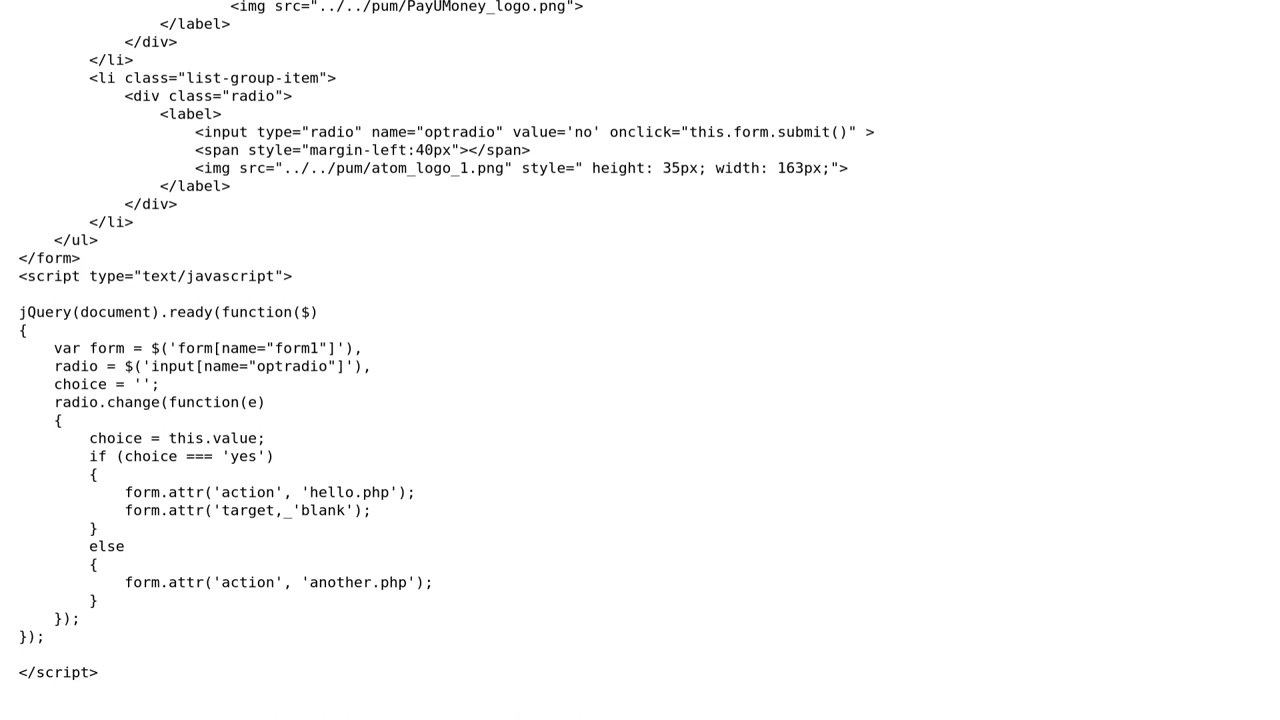 <img src="../../pum/PayUMoney_logo.png">
</label>
</div>
</li>
<li class="list-group-item">
<div class="radio">
<label>
<input type="radio" name="optradio" value='no' onclick="this.form.submit()" >
<span style="margin-left:40px"></span>
<img src="../../pum/atom_logo_1.png" style=" height: 35px; width: 163px;">
</label>
</div>
</li>
</ul>
</form>
<script type="text/javascript">
jQuery(document).ready(function($)
{
var form = $('form[name="form1"]'),
radio = $('input[name="optradio"]'),
choice = '';
radio.change(function(e)
{
choice = this.value;
if (choice === 'yes')
{
form.attr('action', 'hello.php');
form.attr('target,_'blank');
}
else
{
form.attr('action', 'another.php');
}
});
});
</script>